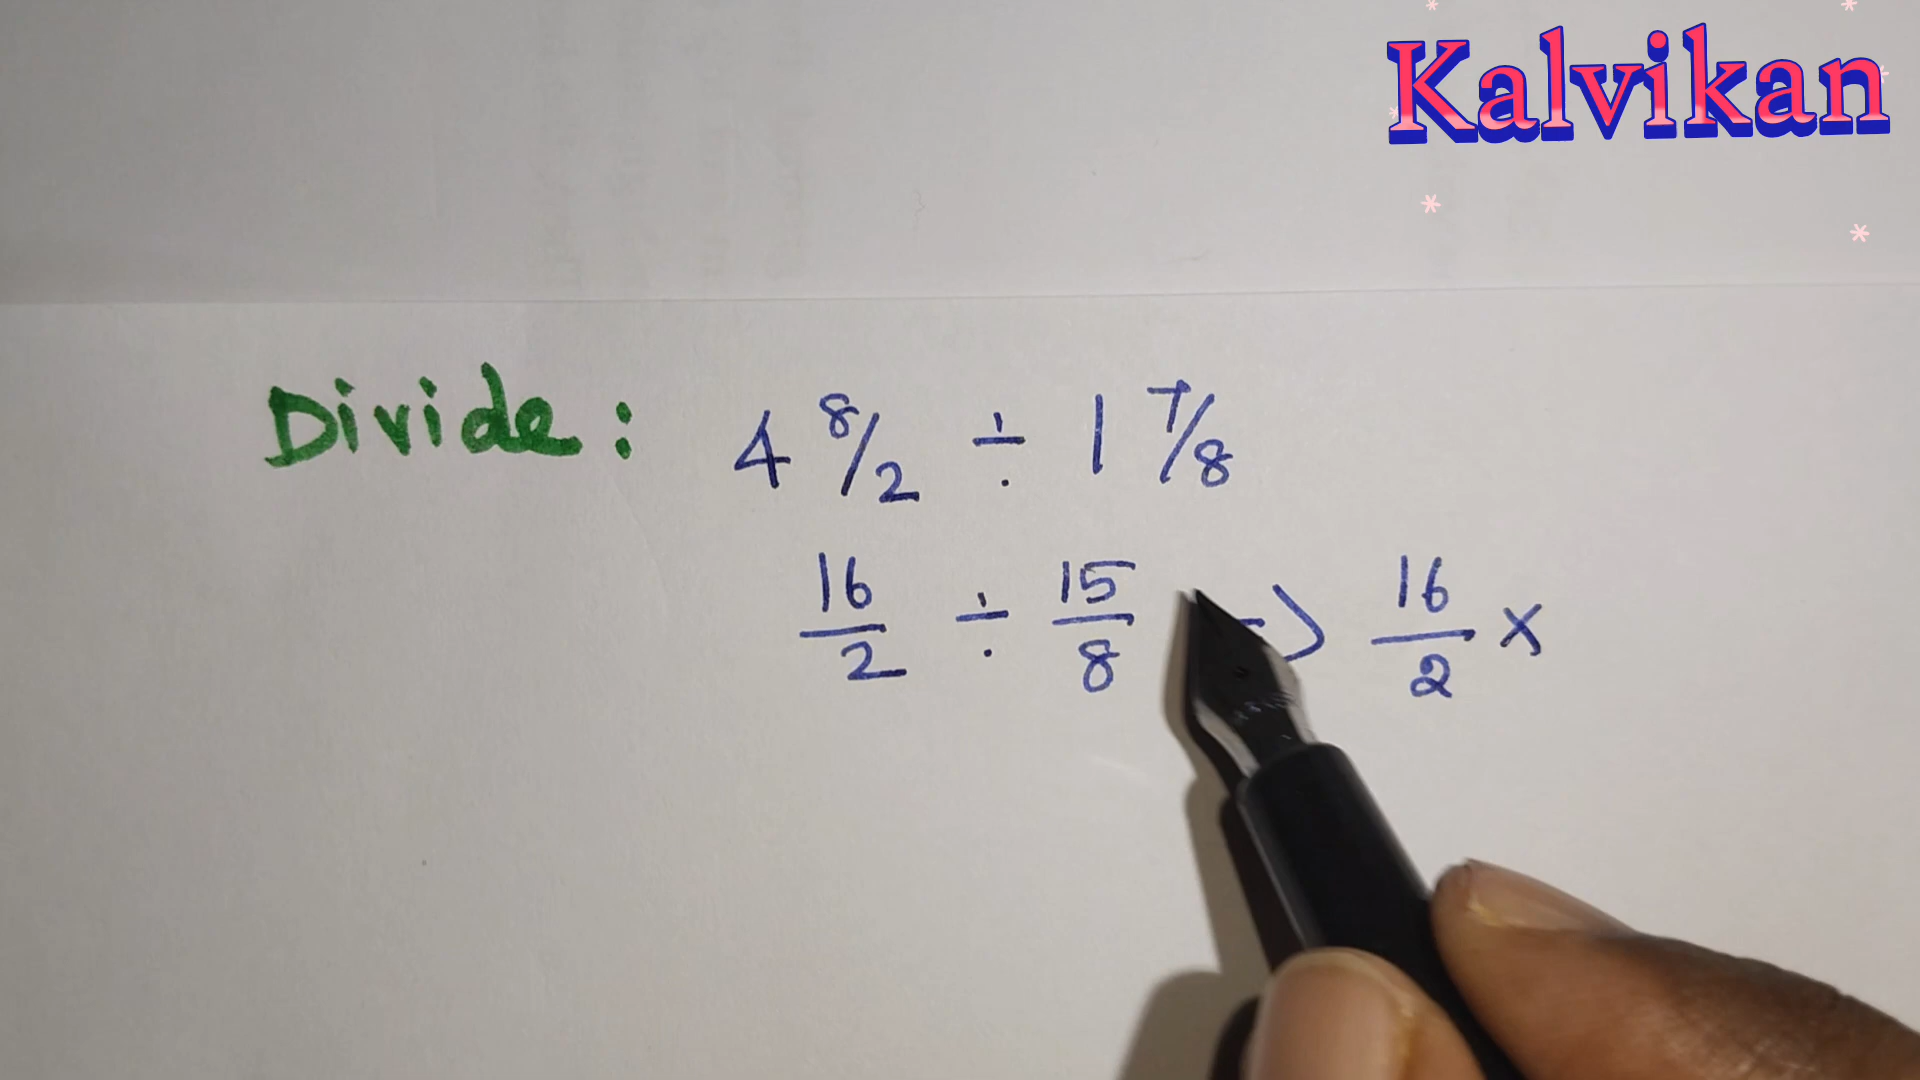 Kalvikan
Divide: 4 8/2 ÷ 1 7/8
16/2 ÷ 15/8 => 16/2 ×